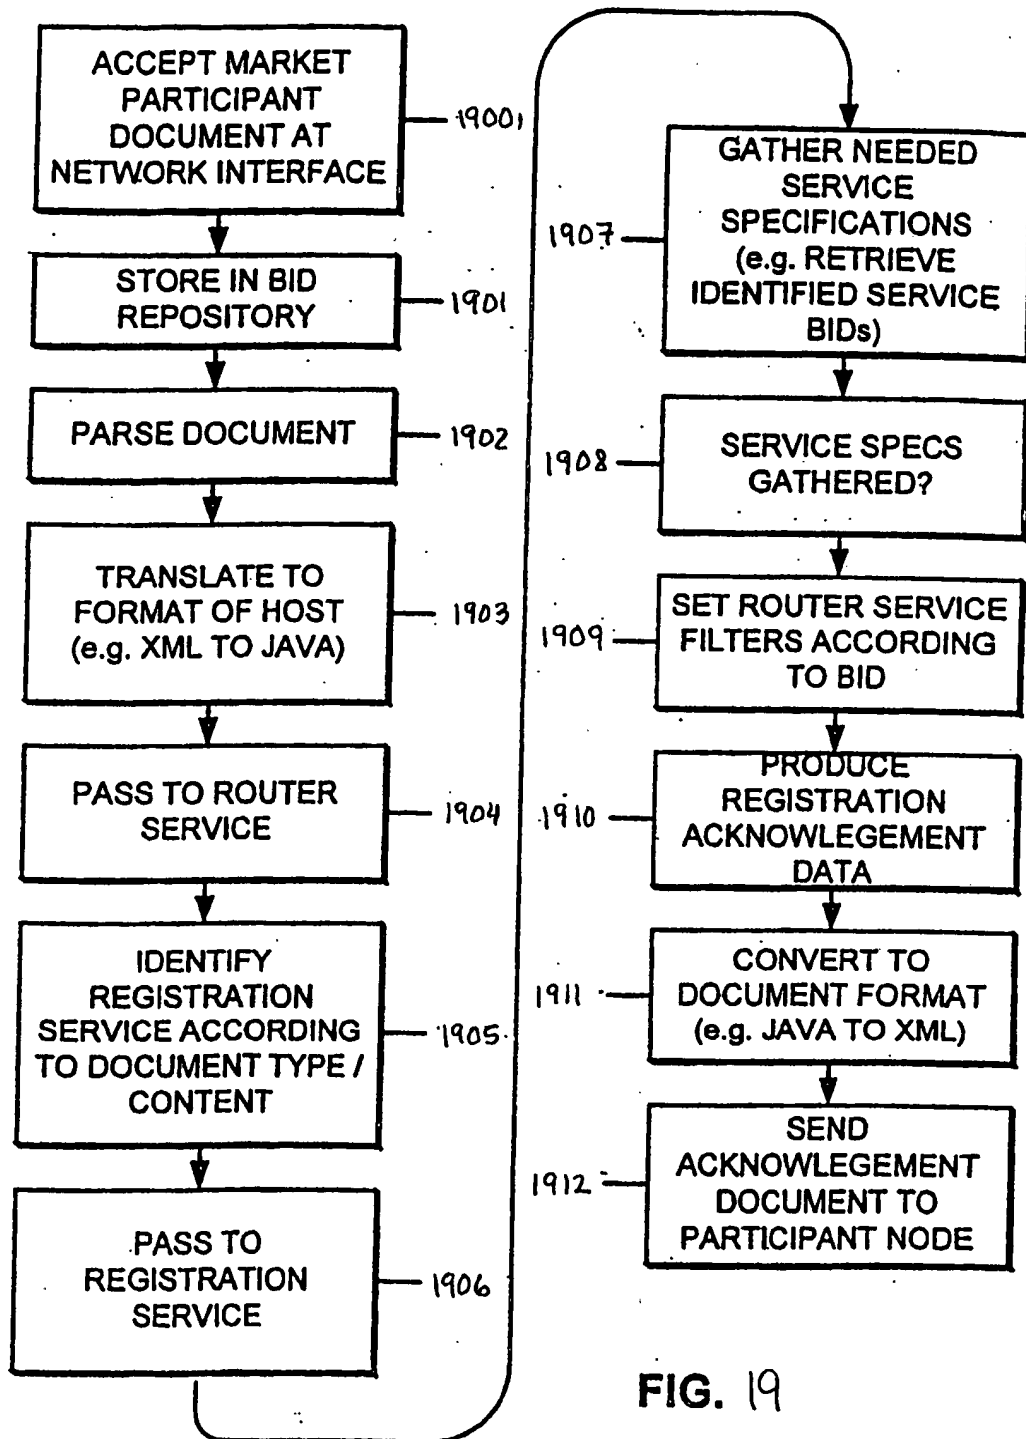 ACCEPT MARKET
PARTICIPANT
DOCUMENT AT
NETWORK INTERFACE
19001
STORE IN BID
REPOSITORY
1901
PARSE DOCUMENT
1902
TRANSLATE TO
FORMAT OF HOST
(e.g. XML TO JAVA)
1903
PASS TO ROUTER
SERVICE
1904
IDENTIFY
REGISTRATION
SERVICE ACCORDING
TO DOCUMENT TYPE /
CONTENT
1905
PASS TO
REGISTRATION
SERVICE
1906
GATHER NEEDED
SERVICE
SPECIFICATIONS
(e.g. RETRIEVE
IDENTIFIED SERVICE
BIDs)
1907
SERVICE SPECS
GATHERED?
1908
SET ROUTER SERVICE
FILTERS ACCORDING
TO BID
1909
PRODUCE
REGISTRATION
ACKNOWLEGEMENT
DATA
1910
CONVERT TO
DOCUMENT FORMAT
(e.g. JAVA TO XML)
1911
SEND
ACKNOWLEGEMENT
DOCUMENT TO
PARTICIPANT NODE
1912
FIG. 19